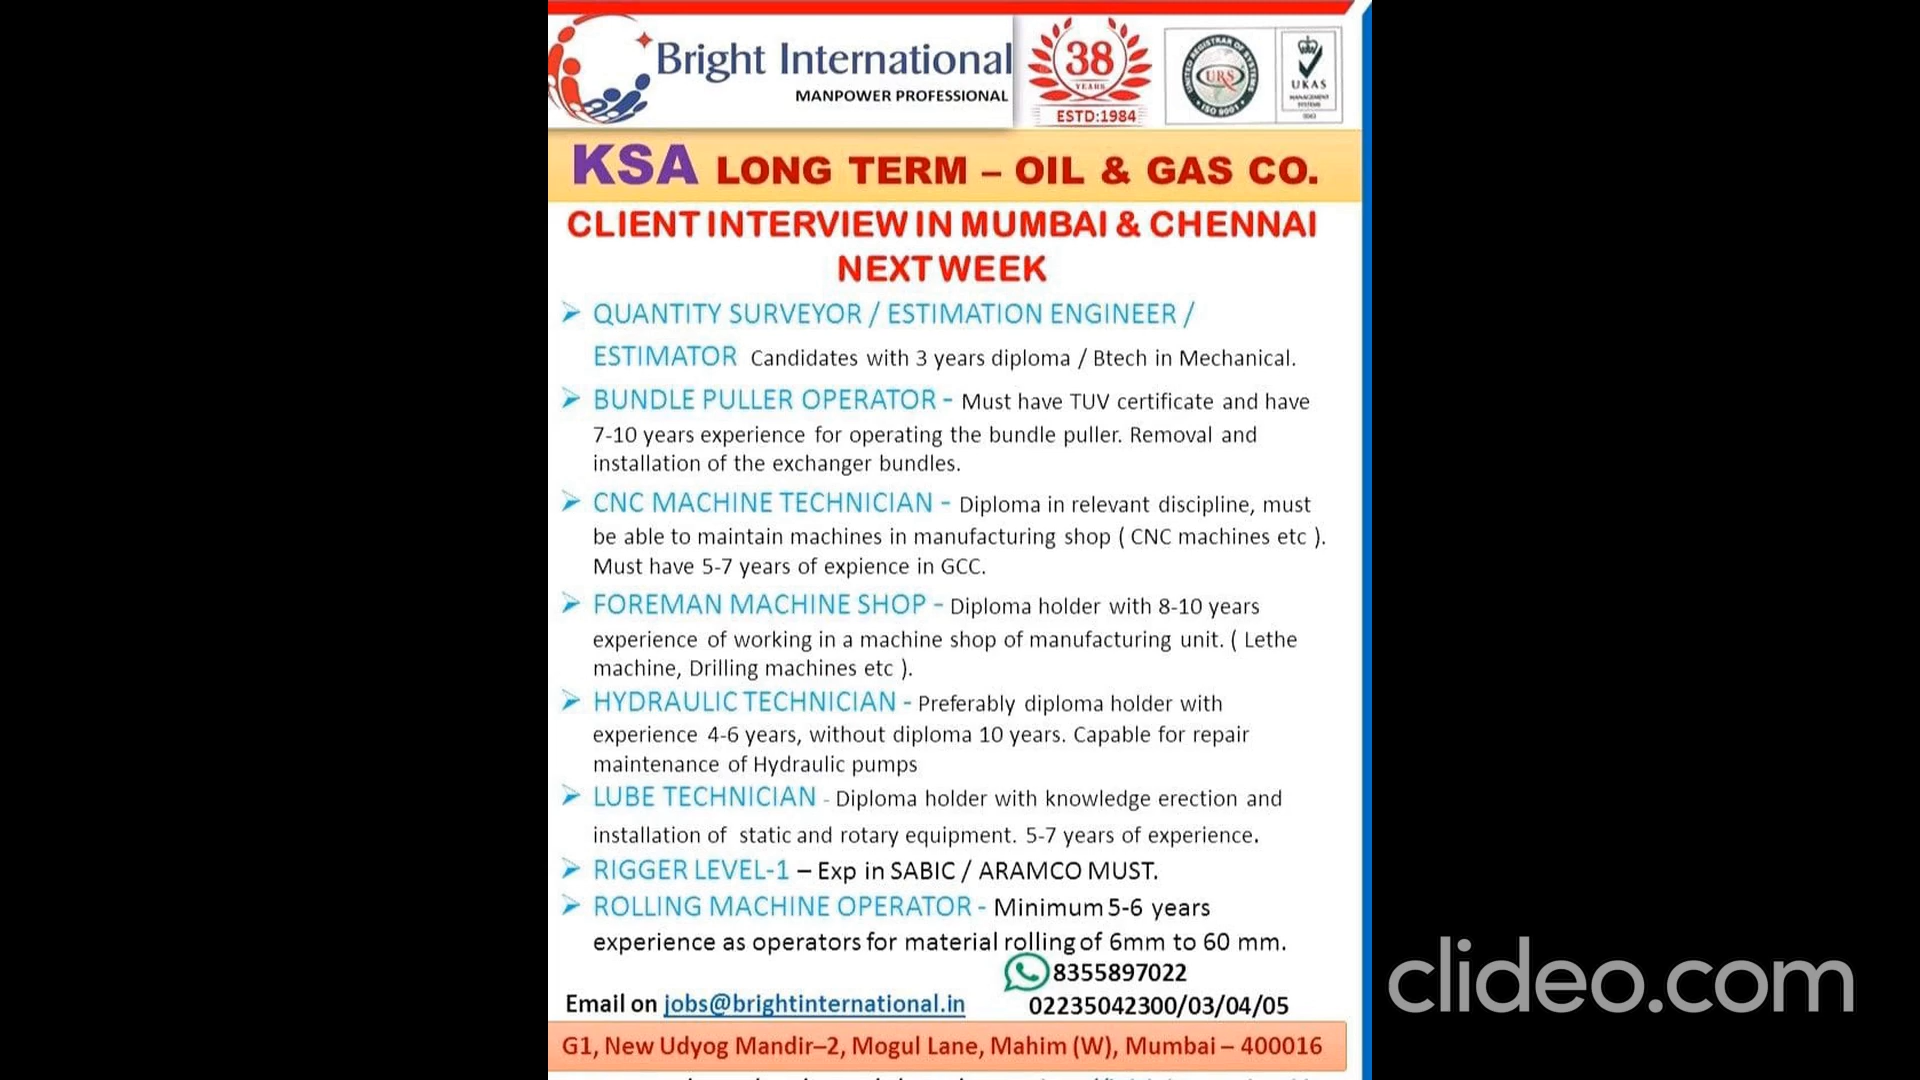 Bright International
MANPOWER PROFESSIONAL
38
YEARS
ESTD:1984
UNITED REGISTRAR OF SYSTEMS
URS
ISO 9001
UKAS
MANAGEMENT
SYSTEMS
KSA LONG TERM – OIL & GAS CO.
CLIENT INTERVIEW IN MUMBAI & CHENNAI
NEXT WEEK
➢ QUANTITY SURVEYOR / ESTIMATION ENGINEER /
ESTIMATOR Candidates with 3 years diploma / Btech in Mechanical.
➢ BUNDLE PULLER OPERATOR - Must have TUV certificate and have
7-10 years experience for operating the bundle puller. Removal and
installation of the exchanger bundles.
➢ CNC MACHINE TECHNICIAN - Diploma in relevant discipline, must
be able to maintain machines in manufacturing shop ( CNC machines etc ).
Must have 5-7 years of expience in GCC.
➢ FOREMAN MACHINE SHOP - Diploma holder with 8-10 years
experience of working in a machine shop of manufacturing unit. ( Lethe
machine, Drilling machines etc ).
➢ HYDRAULIC TECHNICIAN - Preferably diploma holder with
experience 4-6 years, without diploma 10 years. Capable for repair
maintenance of Hydraulic pumps
➢ LUBE TECHNICIAN - Diploma holder with knowledge erection and
installation of static and rotary equipment. 5-7 years of experience.
➢ RIGGER LEVEL-1 – Exp in SABIC / ARAMCO MUST.
➢ ROLLING MACHINE OPERATOR - Minimum 5-6 years
experience as operators for material rolling of 6mm to 60 mm.
8355897022
Email on jobs@brightinternational.in 02235042300/03/04/05
G1, New Udyog Mandir–2, Mogul Lane, Mahim (W), Mumbai – 400016
clideo.com